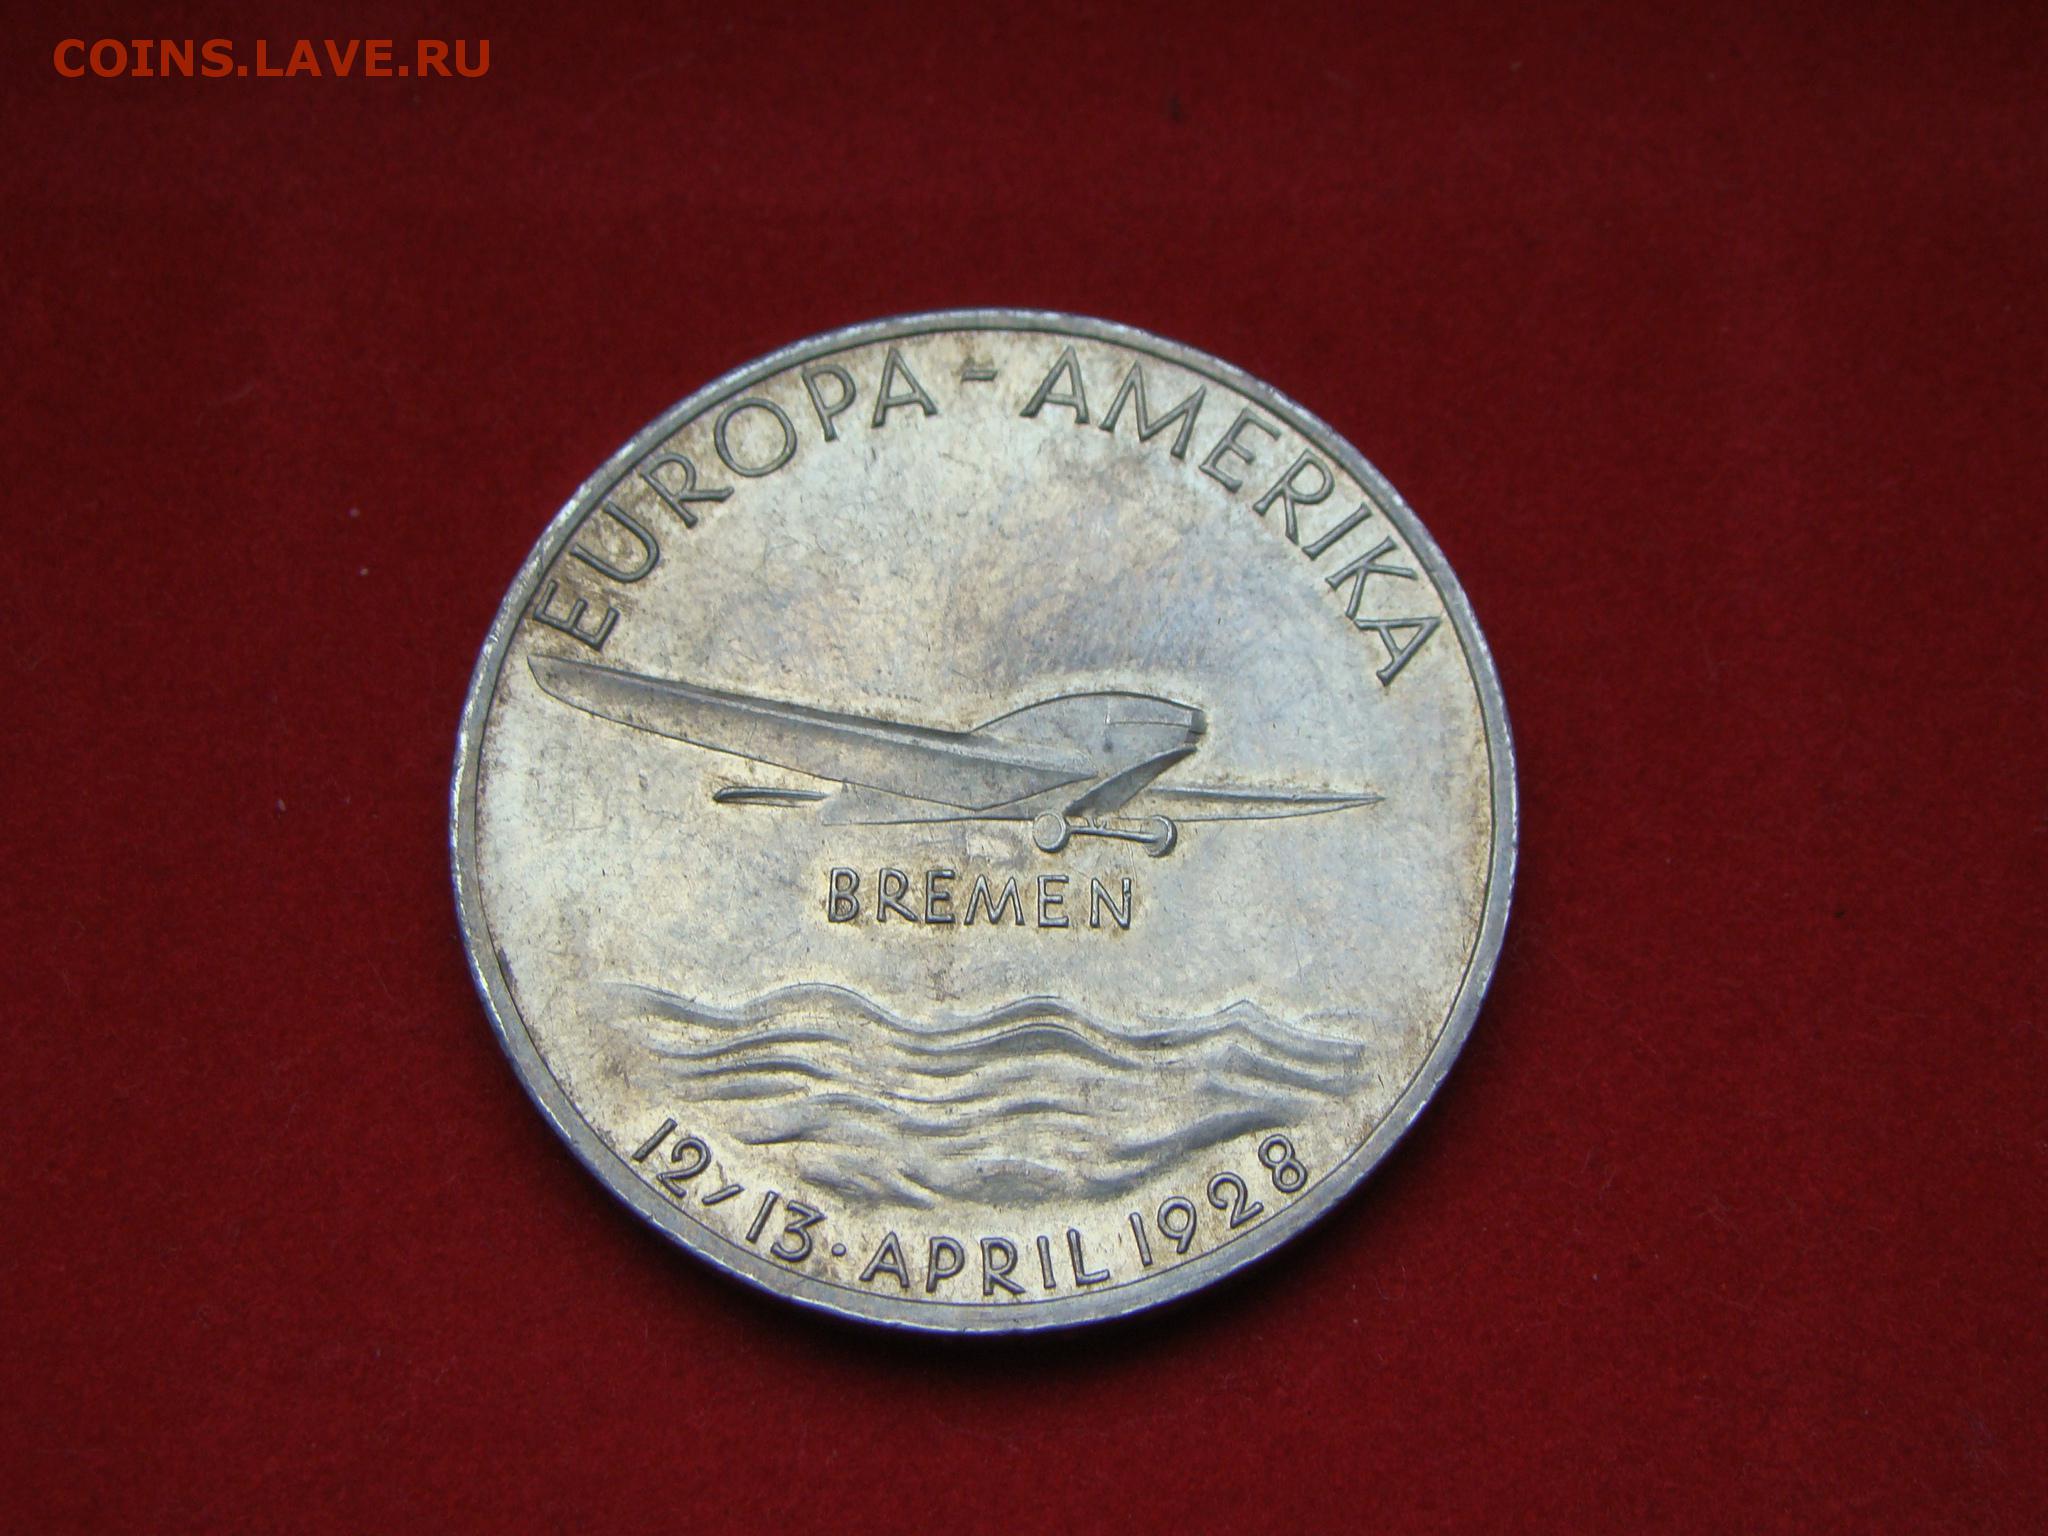 COINS.LAVE.RU
EUROPA - AMERIKA
BREMEN
12/13. APRIL 1928